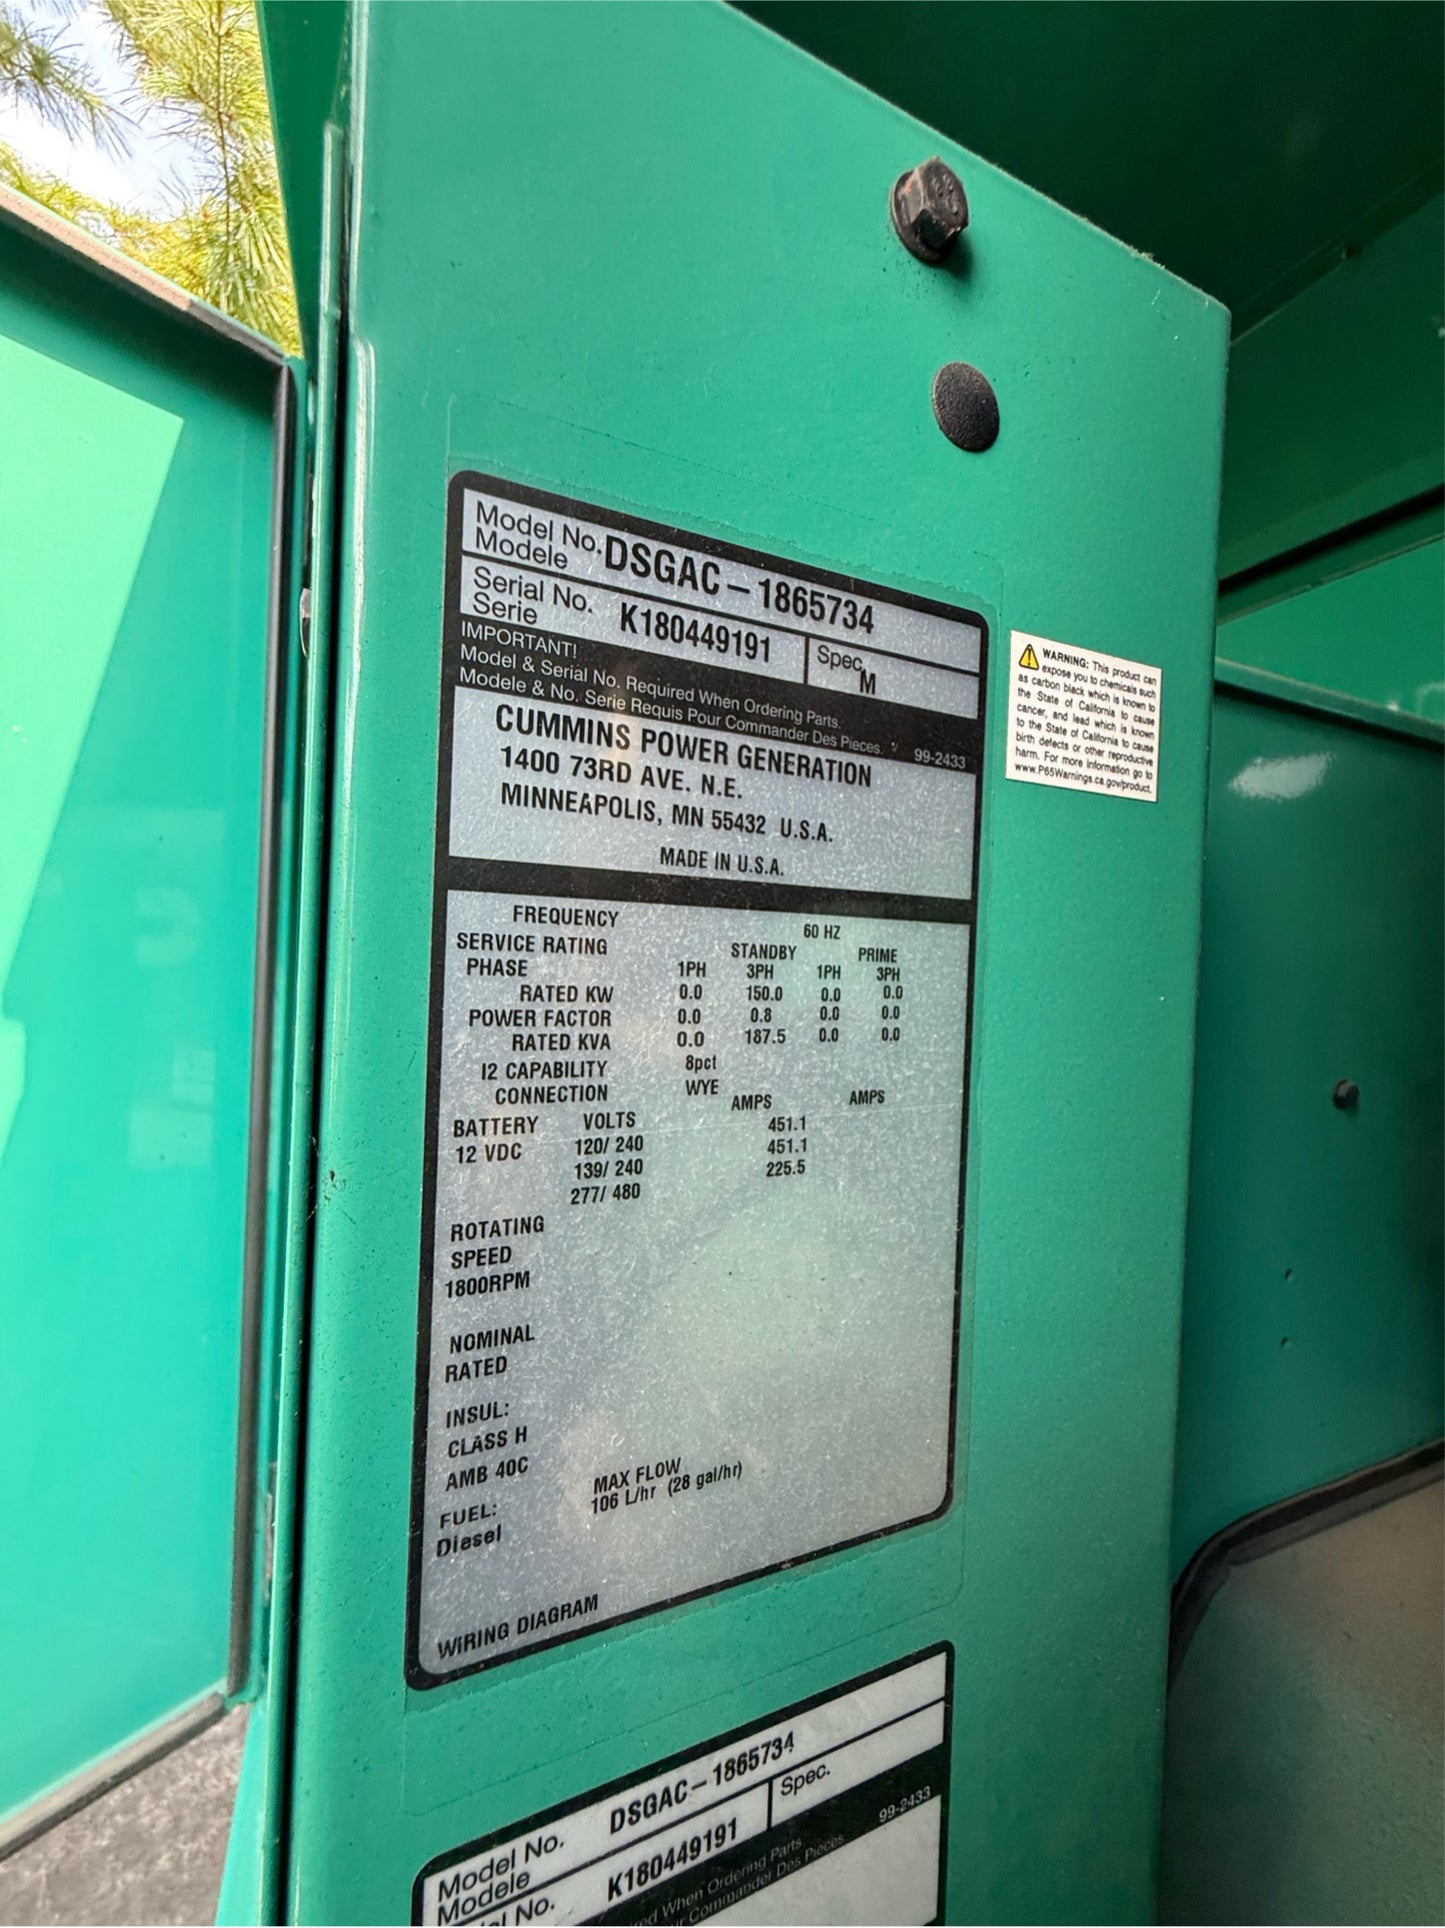 Model No. DSGAC-1865734
Modele
Serial No. K180449191 Spec. M
Serie
IMPORTANT!
Model & Serial No. Required When Ordering Parts.
Modele & No. Serie Requis Pour Commander Des Pieces. 99-2433
CUMMINS POWER GENERATION
1400 73RD AVE. N.E.
MINNEAPOLIS, MN 55432 U.S.A.
MADE IN U.S.A.
FREQUENCY 60 HZ
SERVICE RATING STANDBY PRIME
PHASE 1PH 3PH 1PH 3PH
RATED KW 0.0 150.0 0.0 0.0
POWER FACTOR 0.0 0.8 0.0 0.0
RATED KVA 0.0 187.5 0.0 0.0
I2 CAPABILITY 8pct
CONNECTION WYE
BATTERY VOLTS AMPS AMPS
12 VDC 120/ 240 451.1
139/ 240 451.1
277/ 480 225.5
ROTATING
SPEED
1800RPM
NOMINAL
RATED
INSUL:
CLASS H
AMB 40C
FUEL: MAX FLOW
Diesel 106 L/hr (28 gal/hr)
WIRING DIAGRAM
WARNING: This product can
expose you to chemicals such
as carbon black which is known to
the State of California to cause
cancer, and lead which is known
to the State of California to cause
birth defects or other reproductive
harm. For more information go to
www.P65Warnings.ca.gov/product.
Model No. DSGAC-1865734
Modele
No. K180449191 Spec.
When Ordering Parts 99-2433
Commander Des Pieces